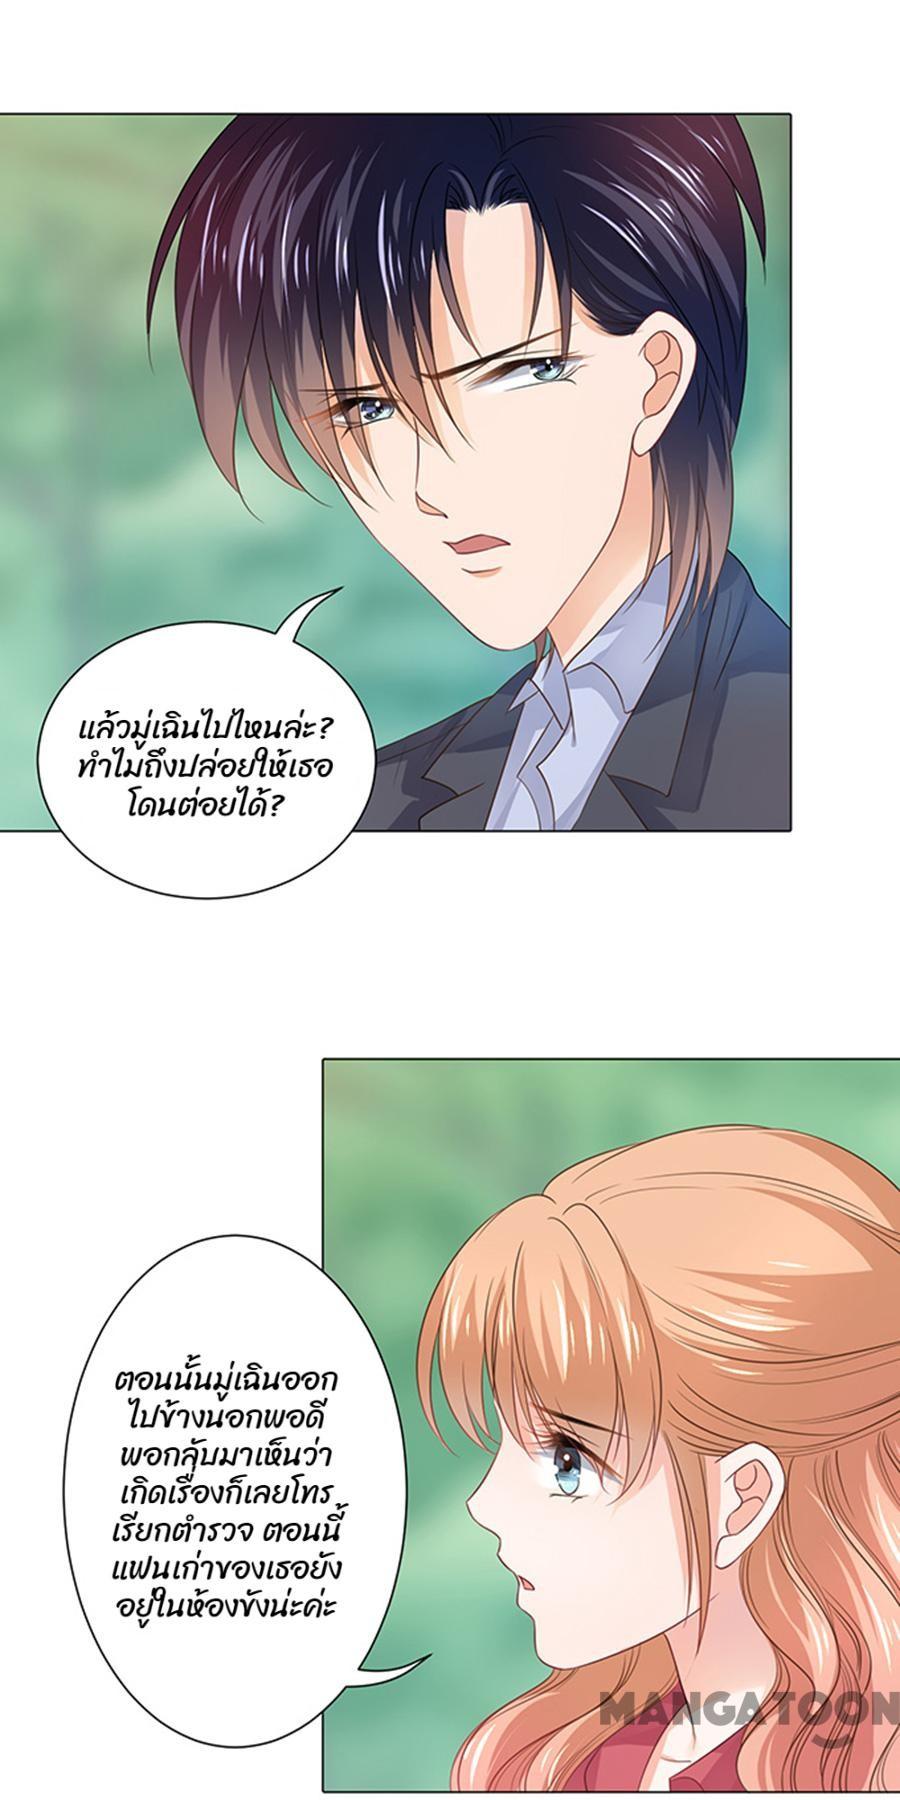 แล้วมู่เฉินไปไหนล่ะ?
ทำไมถึงปล่อยให้เธอ
โดนต่อยได้?
ตอนนั้นมู่เฉินออก
ไปข้างนอกพอดี
พอกลับมาเห็นว่า
เกิดเรื่องก็เลยโทร
เรียกตำรวจ ตอนนี้
แฟนเก่าของเธอยัง
อยู่ในห้องขังน่ะค่ะ
MANGATOON